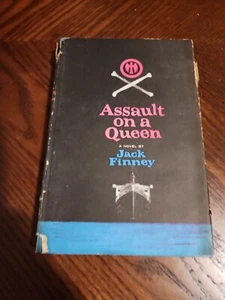 Assault
on a
Queen
A NOVEL BY
Jack
Finney